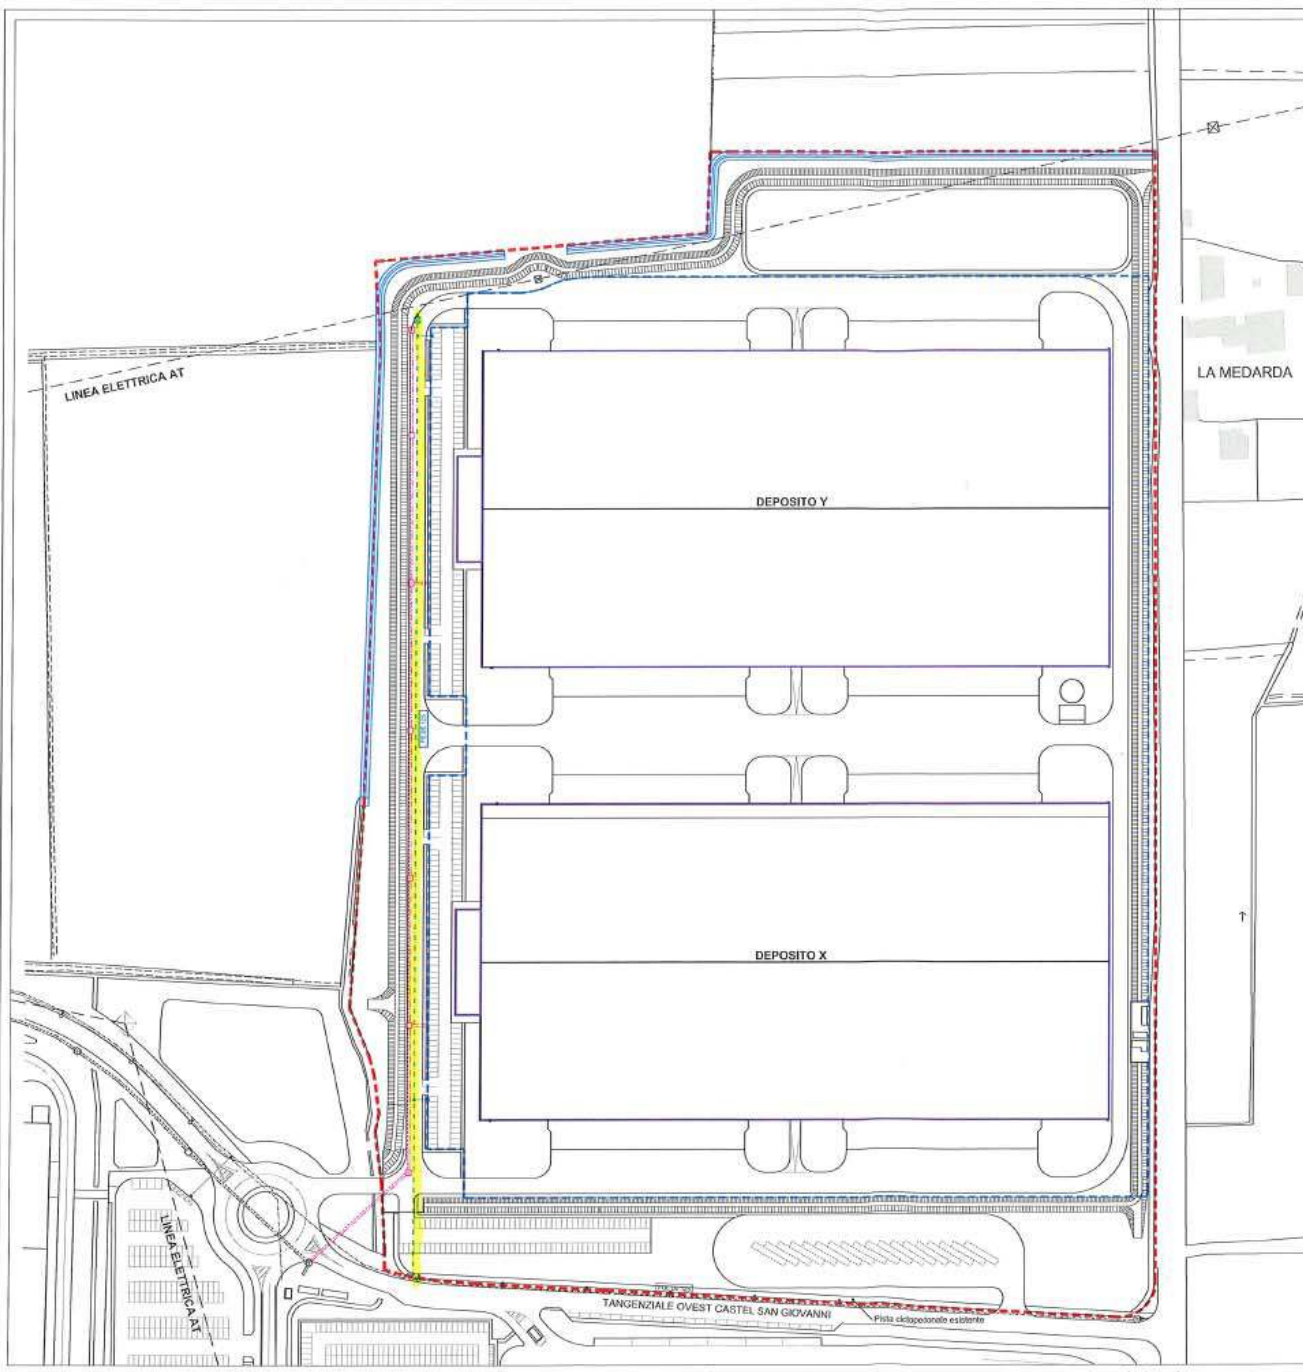 LINEA ELETTRICA AT
LA MEDARDA
DEPOSITO Y
DEPOSITO X
LINEA ELETTRICA AT
TANGENZIALE OVEST CASTEL SAN GIOVANNI
Pista ciclopedonale esistente